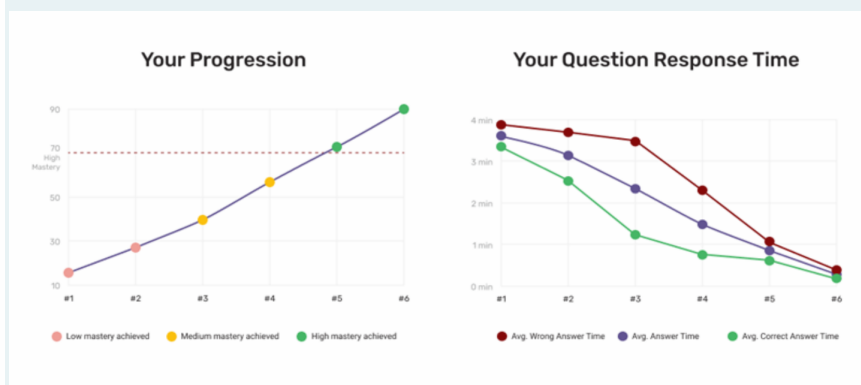 Your Progression
90
70
High
Mastery
50
30
10
#1 #2 #3 #4 #5 #6
Low mastery achieved Medium mastery achieved High mastery achieved
Your Question Response Time
4 min
3 min
2 min
1 min
0 min
#1 #2 #3 #4 #5 #6
Avg. Wrong Answer Time Avg. Answer Time Avg. Correct Answer Time